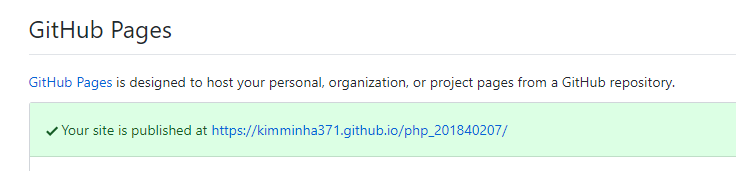 GitHub Pages
GitHub Pages is designed to host your personal, organization, or project pages from a GitHub repository.
✓ Your site is published at https://kimminha371.github.io/php_201840207/